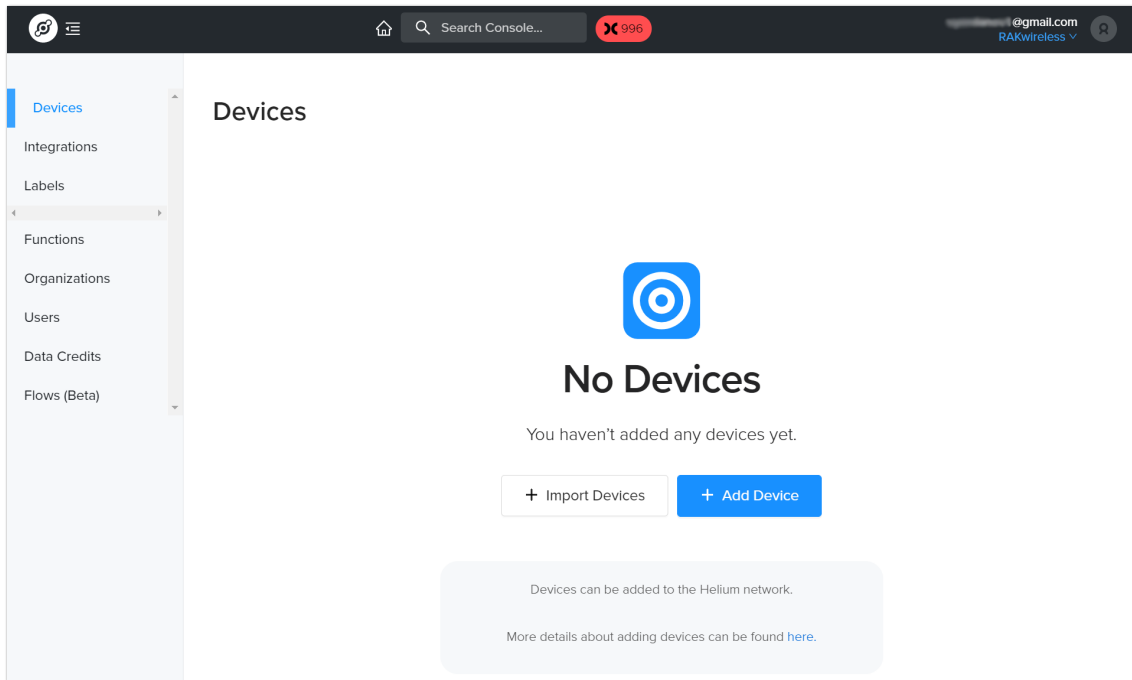 Search Console...
996
@gmail.com
RAKwireless
Devices
Integrations
Labels
Functions
Organizations
Users
Data Credits
Flows (Beta)
Devices
No Devices
You haven't added any devices yet.
+ Import Devices
+ Add Device
Devices can be added to the Helium network.
More details about adding devices can be found here.